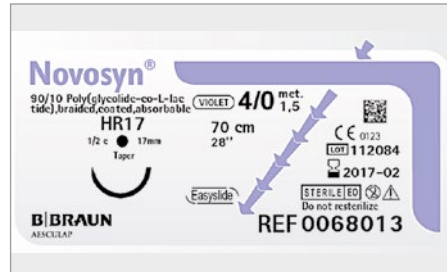 Novosyn®
90/10 Poly(glycolide-co-L-lac
tide),braided,coated,absorbable
VIOLET 4/0 met.
1,5
HR17
1/2 c 17mm
Taper
70 cm
28"
CE 0123
LOT 112084
2017-02
Easyslide
STERILE EO
Do not resterilize
B|BRAUN
AESCULAP
REF 0068013